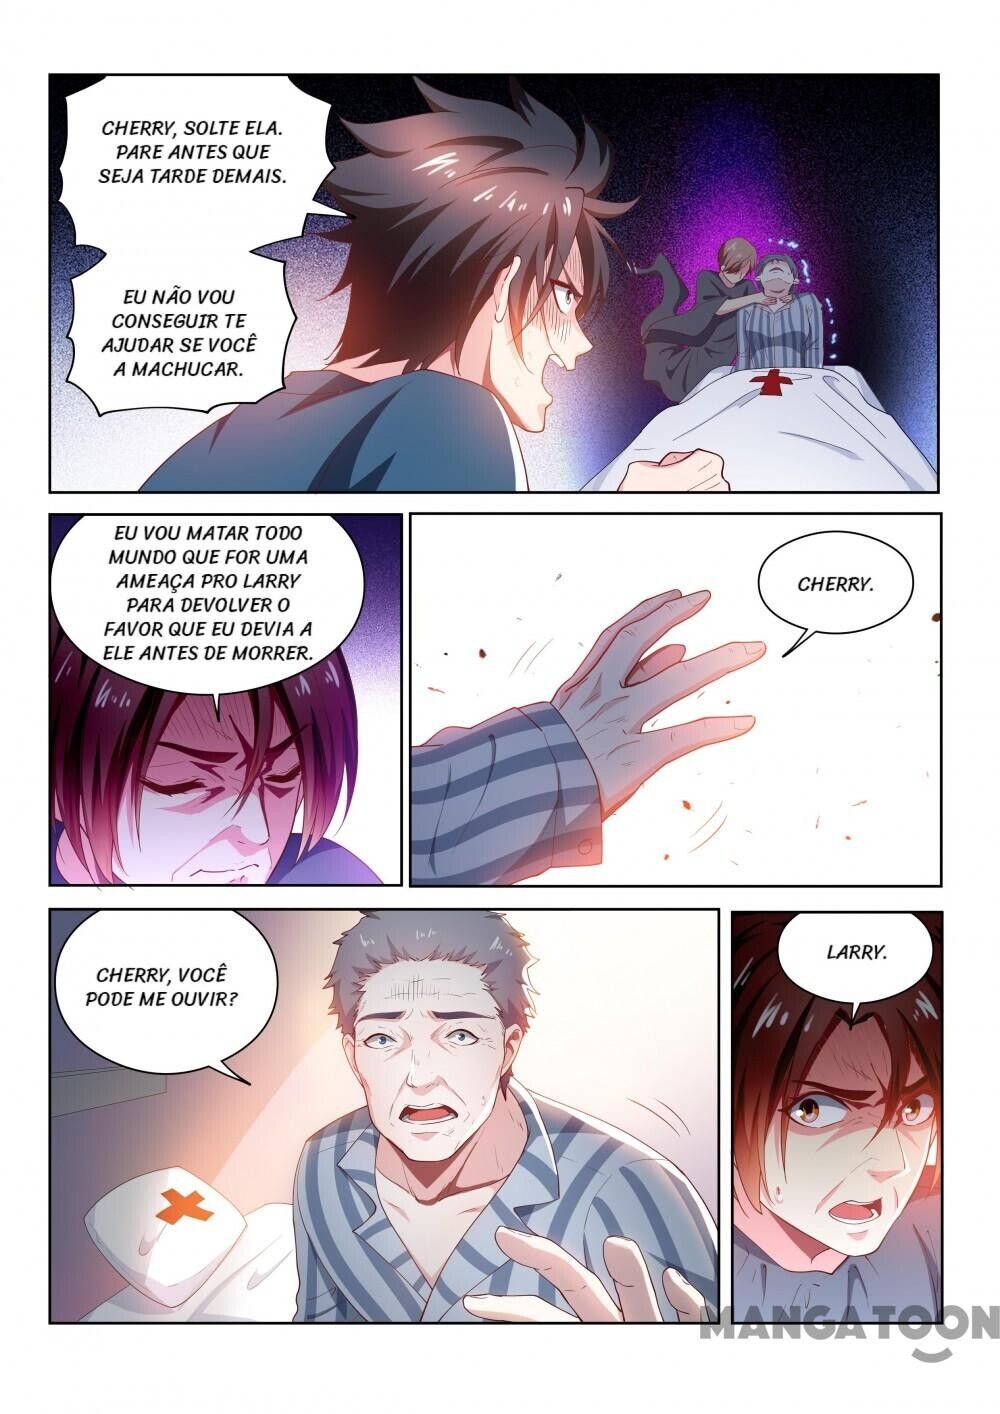 CHERRY, SOLTE ELA.
PARE ANTES QUE
SEJA TARDE DEMAIS.
EU NÃO VOU
CONSEGUIR TE
AJUDAR SE VOCÊ
A MACHUCAR.
EU VOU MATAR TODO
MUNDO QUE FOR UMA
AMEAÇA PRO LARRY
PARA DEVOLVER O
FAVOR QUE EU DEVIA A
ELE ANTES DE MORRER.
CHERRY.
CHERRY, VOCÊ
PODE ME OUVIR?
LARRY.
MANGATOON